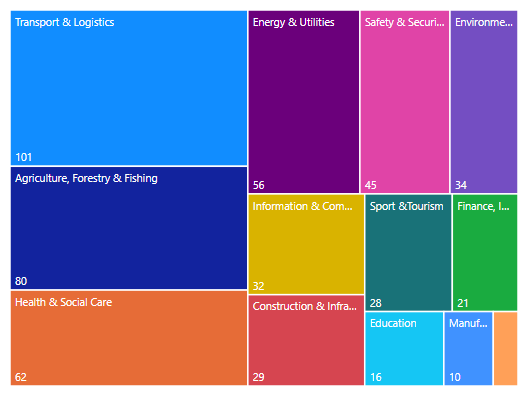 Transport & Logistics
101
Agriculture, Forestry & Fishing
80
Health & Social Care
62
Energy & Utilities
56
Safety & Securi...
45
Environme...
34
Information & Com...
32
Construction & Infra...
29
Sport &Tourism
28
Finance, I...
21
Education
16
Manuf...
10